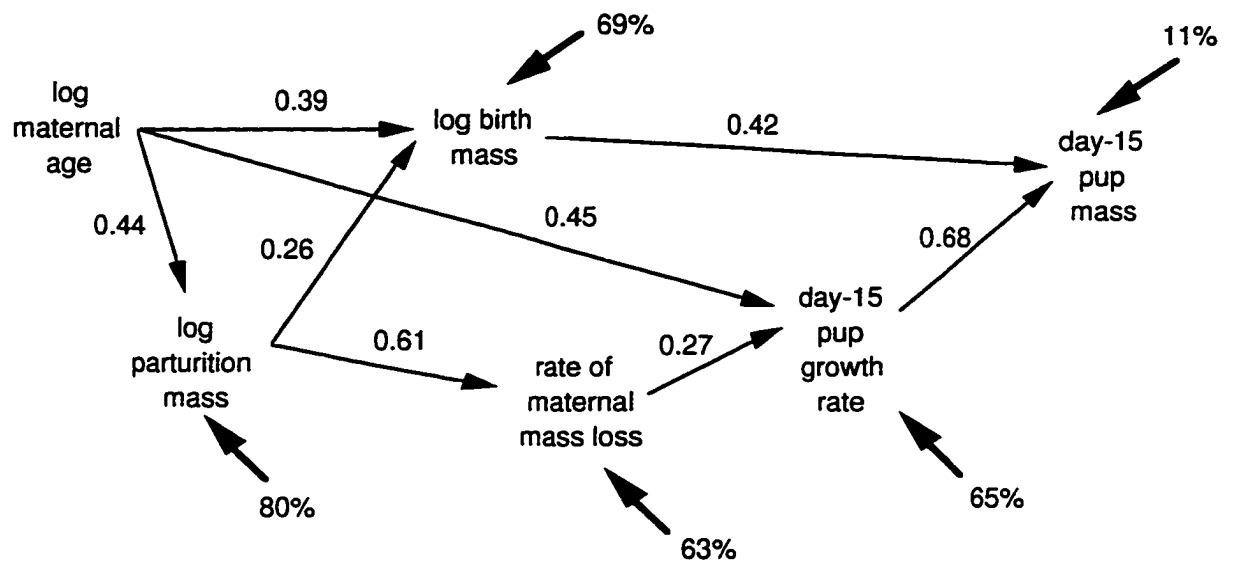 69%
11%
log
maternal
age
0.39
log birth
mass
0.42
day-15
pup
mass
0.44
0.26
0.45
0.68
log
parturition
mass
0.61
rate of
maternal
mass loss
0.27
day-15
pup
growth
rate
80%
63%
65%